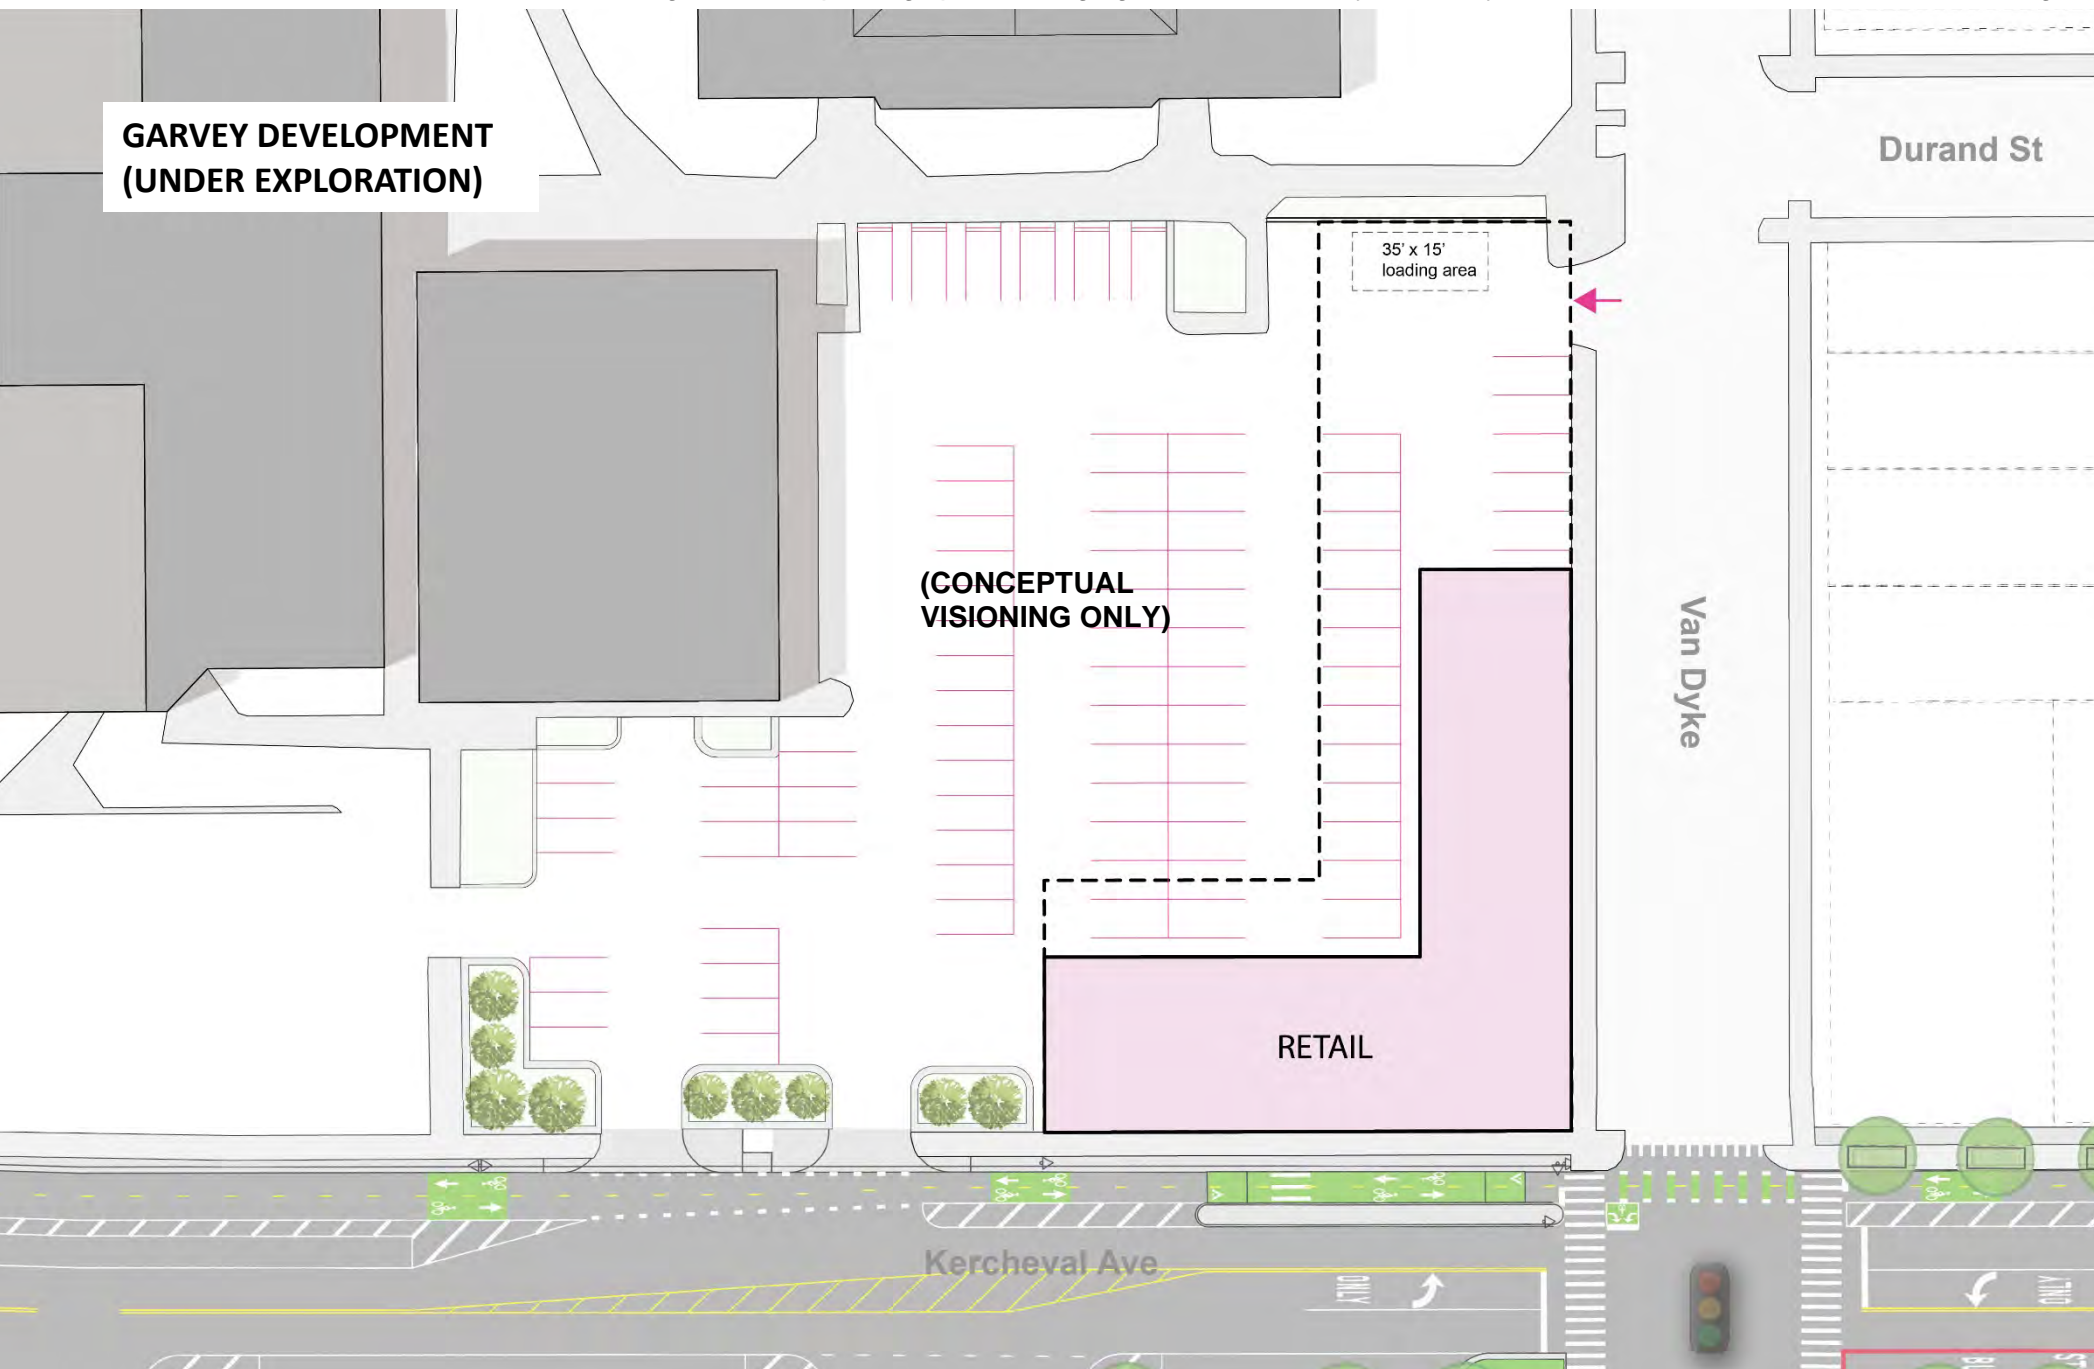 GARVEY DEVELOPMENT
(UNDER EXPLORATION)
Durand St
35' x 15'
loading area
(CONCEPTUAL
VISIONING ONLY)
Van Dyke
RETAIL
Kercheval Ave
ONLY
ONLY